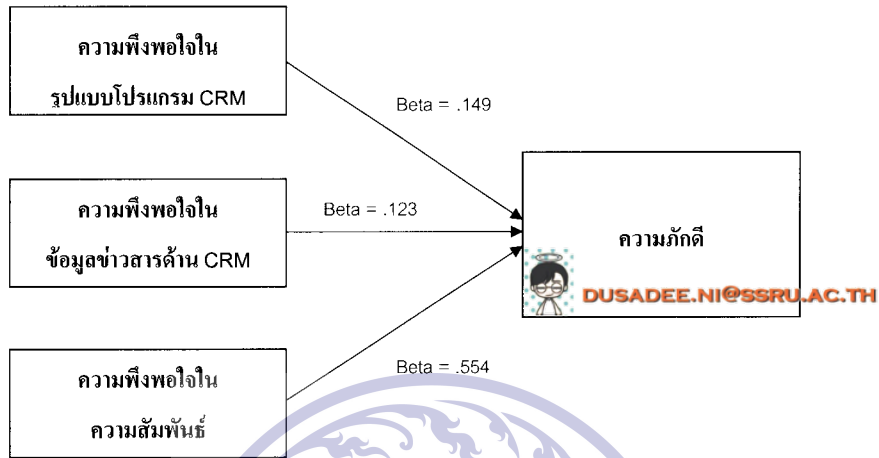 ความพึงพอใจใน
รูปแบบโปรแกรม CRM
Beta = .149
ความพึงพอใจใน
ข้อมูลข่าวสารด้าน CRM
Beta = .123
ความภักดี
DUSADEE.NI@SSRU.AC.TH
Beta = .554
ความพึงพอใจใน
ความสัมพันธ์